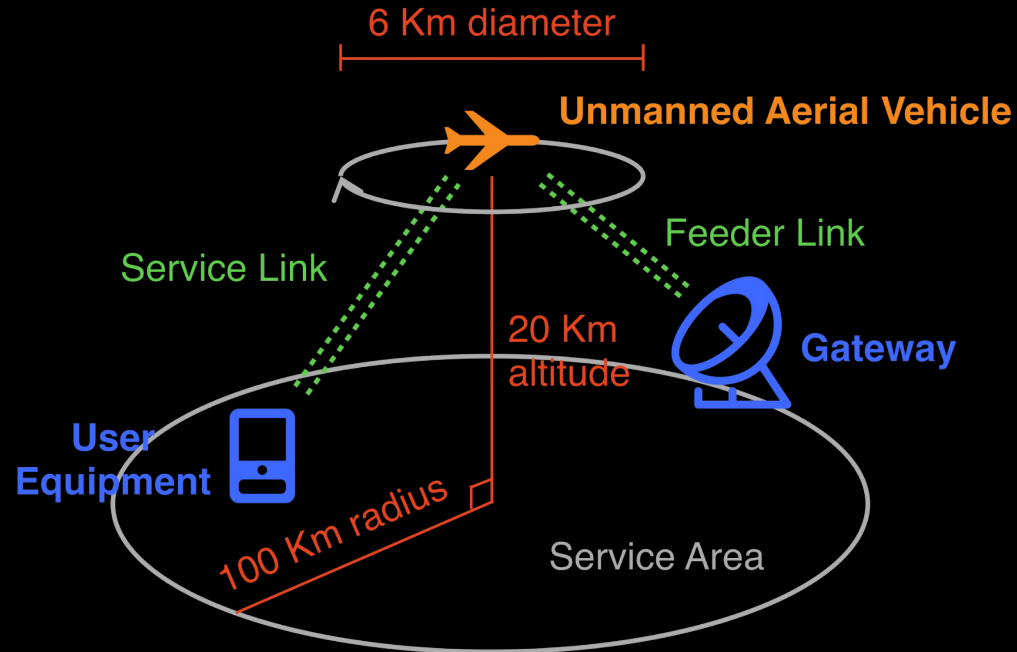 6 Km diameter
Unmanned Aerial Vehicle
Feeder Link
Service Link
20 Km
altitude
Gateway
User
Equipment
100 Km radius
Service Area